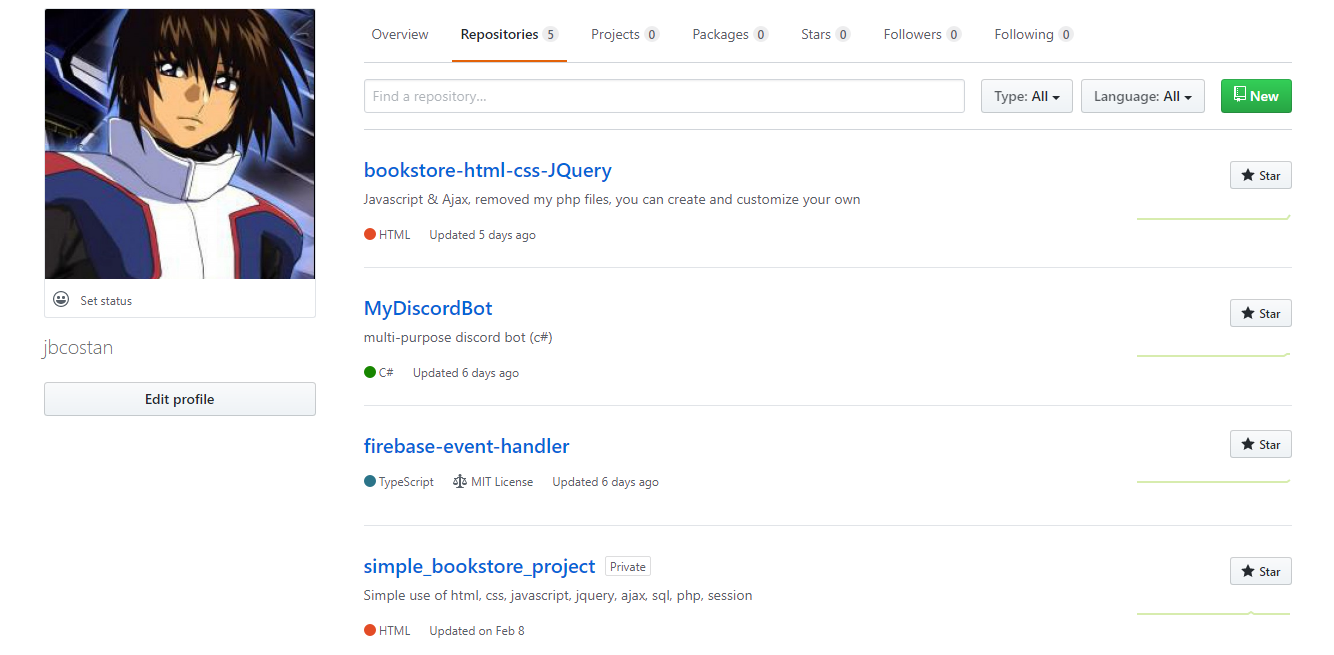 Overview Repositories 5 Projects 0 Packages 0 Stars 0 Followers 0 Following 0
Find a repository... Type: All Language: All New
bookstore-html-css-JQuery Star
Javascript & Ajax, removed my php files, you can create and customize your own
HTML Updated 5 days ago
Set status
MyDiscordBot Star
multi-purpose discord bot (c#)
jbcostan
C# Updated 6 days ago
Edit profile
firebase-event-handler Star
TypeScript MIT License Updated 6 days ago
simple_bookstore_project Private Star
Simple use of html, css, javascript, jquery, ajax, sql, php, session
HTML Updated on Feb 8